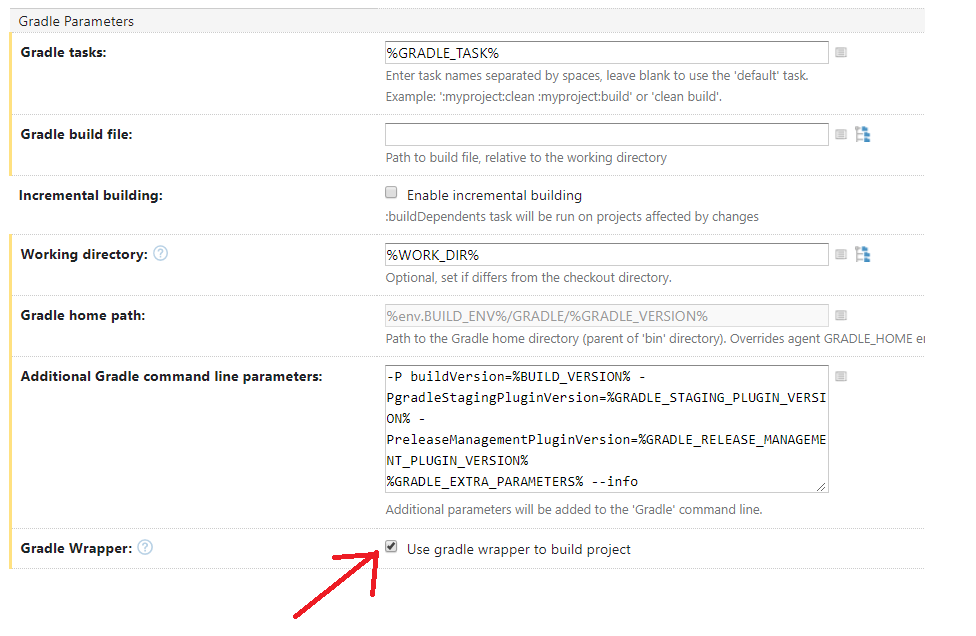 Gradle Parameters
Gradle tasks:
%GRADLE_TASK%
Enter task names separated by spaces, leave blank to use the 'default' task.
Example: ':myproject:clean :myproject:build' or 'clean build'.
Gradle build file:
Path to build file, relative to the working directory
Incremental building:
Enable incremental building
:buildDependents task will be run on projects affected by changes
Working directory: ?
%WORK_DIR%
Optional, set if differs from the checkout directory.
Gradle home path:
%env.BUILD_ENV%/GRADLE/%GRADLE_VERSION%
Path to the Gradle home directory (parent of 'bin' directory). Overrides agent GRADLE_HOME
Additional Gradle command line parameters:
-P buildVersion=%BUILD_VERSION% -
PgradleStagingPluginVersion=%GRADLE_STAGING_PLUGIN_VERSI
ON% -
PreleaseManagementPluginVersion=%GRADLE_RELEASE_MANAGEME
NT_PLUGIN_VERSION%
%GRADLE_EXTRA_PARAMETERS% --info
Additional parameters will be added to the 'Gradle' command line.
Gradle Wrapper: ?
Use gradle wrapper to build project